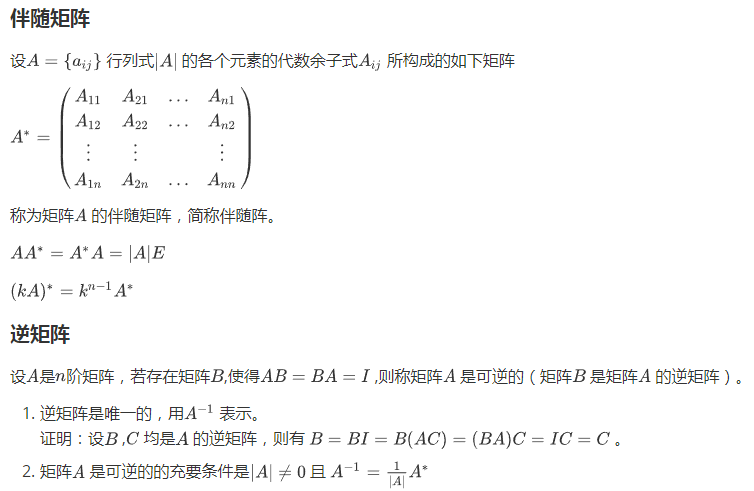 伴随矩阵
设$A = \{a_{ij}\}$ 行列式$|A|$ 的各个元素的代数余子式$A_{ij}$ 所构成的如下矩阵
$A^* = \begin{pmatrix} A_{11} & A_{21} & \dots & A_{n1} \\ A_{12} & A_{22} & \dots & A_{n2} \\ \vdots & \vdots & & \vdots \\ A_{1n} & A_{2n} & \dots & A_{nn} \end{pmatrix}$
称为矩阵$A$ 的伴随矩阵，简称伴随阵。
$AA^* = A^*A = |A|E$
$(kA)^* = k^{n-1}A^*$
逆矩阵
设$A$是$n$阶矩阵，若存在矩阵$B$,使得$AB = BA = I$ ,则称矩阵$A$ 是可逆的（矩阵$B$ 是矩阵$A$ 的逆矩阵）。
1. 逆矩阵是唯一的，用$A^{-1}$ 表示。
证明：设$B$ ,$C$ 均是$A$ 的逆矩阵，则有 $B = BI = B(AC) = (BA)C = IC = C$ 。
2. 矩阵$A$ 是可逆的的充要条件是$|A| \neq 0$ 且 $A^{-1} = \frac{1}{|A|}A^*$